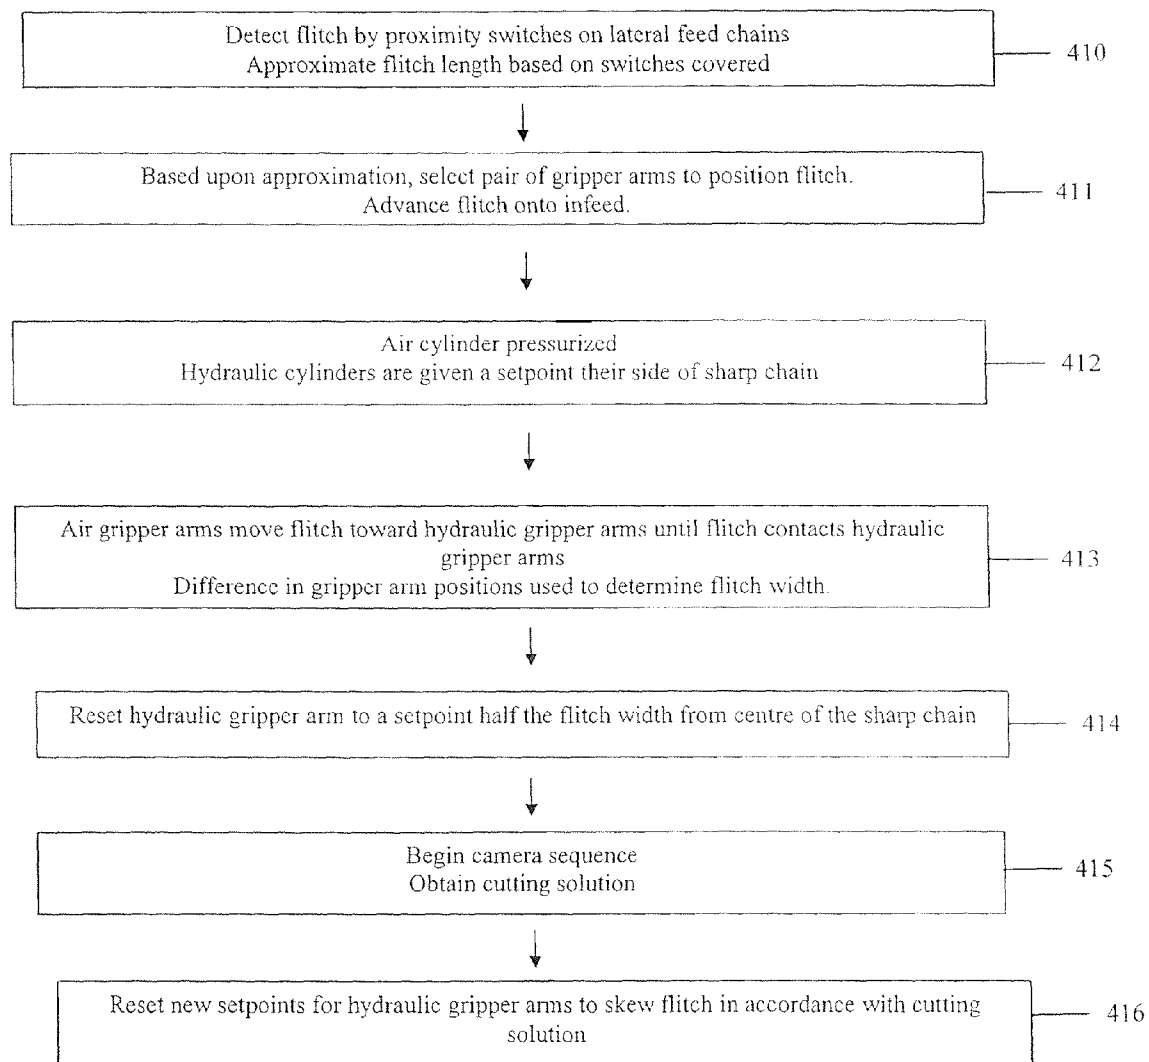 Detect flitch by proximity switches on lateral feed chains
Approximate flitch length based on switches covered
410
Based upon approximation, select pair of gripper arms to position flitch.
Advance flitch onto infeed.
411
Air cylinder pressurized
Hydraulic cylinders are given a setpoint their side of sharp chain
412
Air gripper arms move flitch toward hydraulic gripper arms until flitch contacts hydraulic
gripper arms
Difference in gripper arm positions used to determine flitch width.
413
Reset hydraulic gripper arm to a setpoint half the flitch width from centre of the sharp chain
414
Begin camera sequence
Obtain cutting solution
415
Reset new setpoints for hydraulic gripper arms to skew flitch in accordance with cutting
solution
416